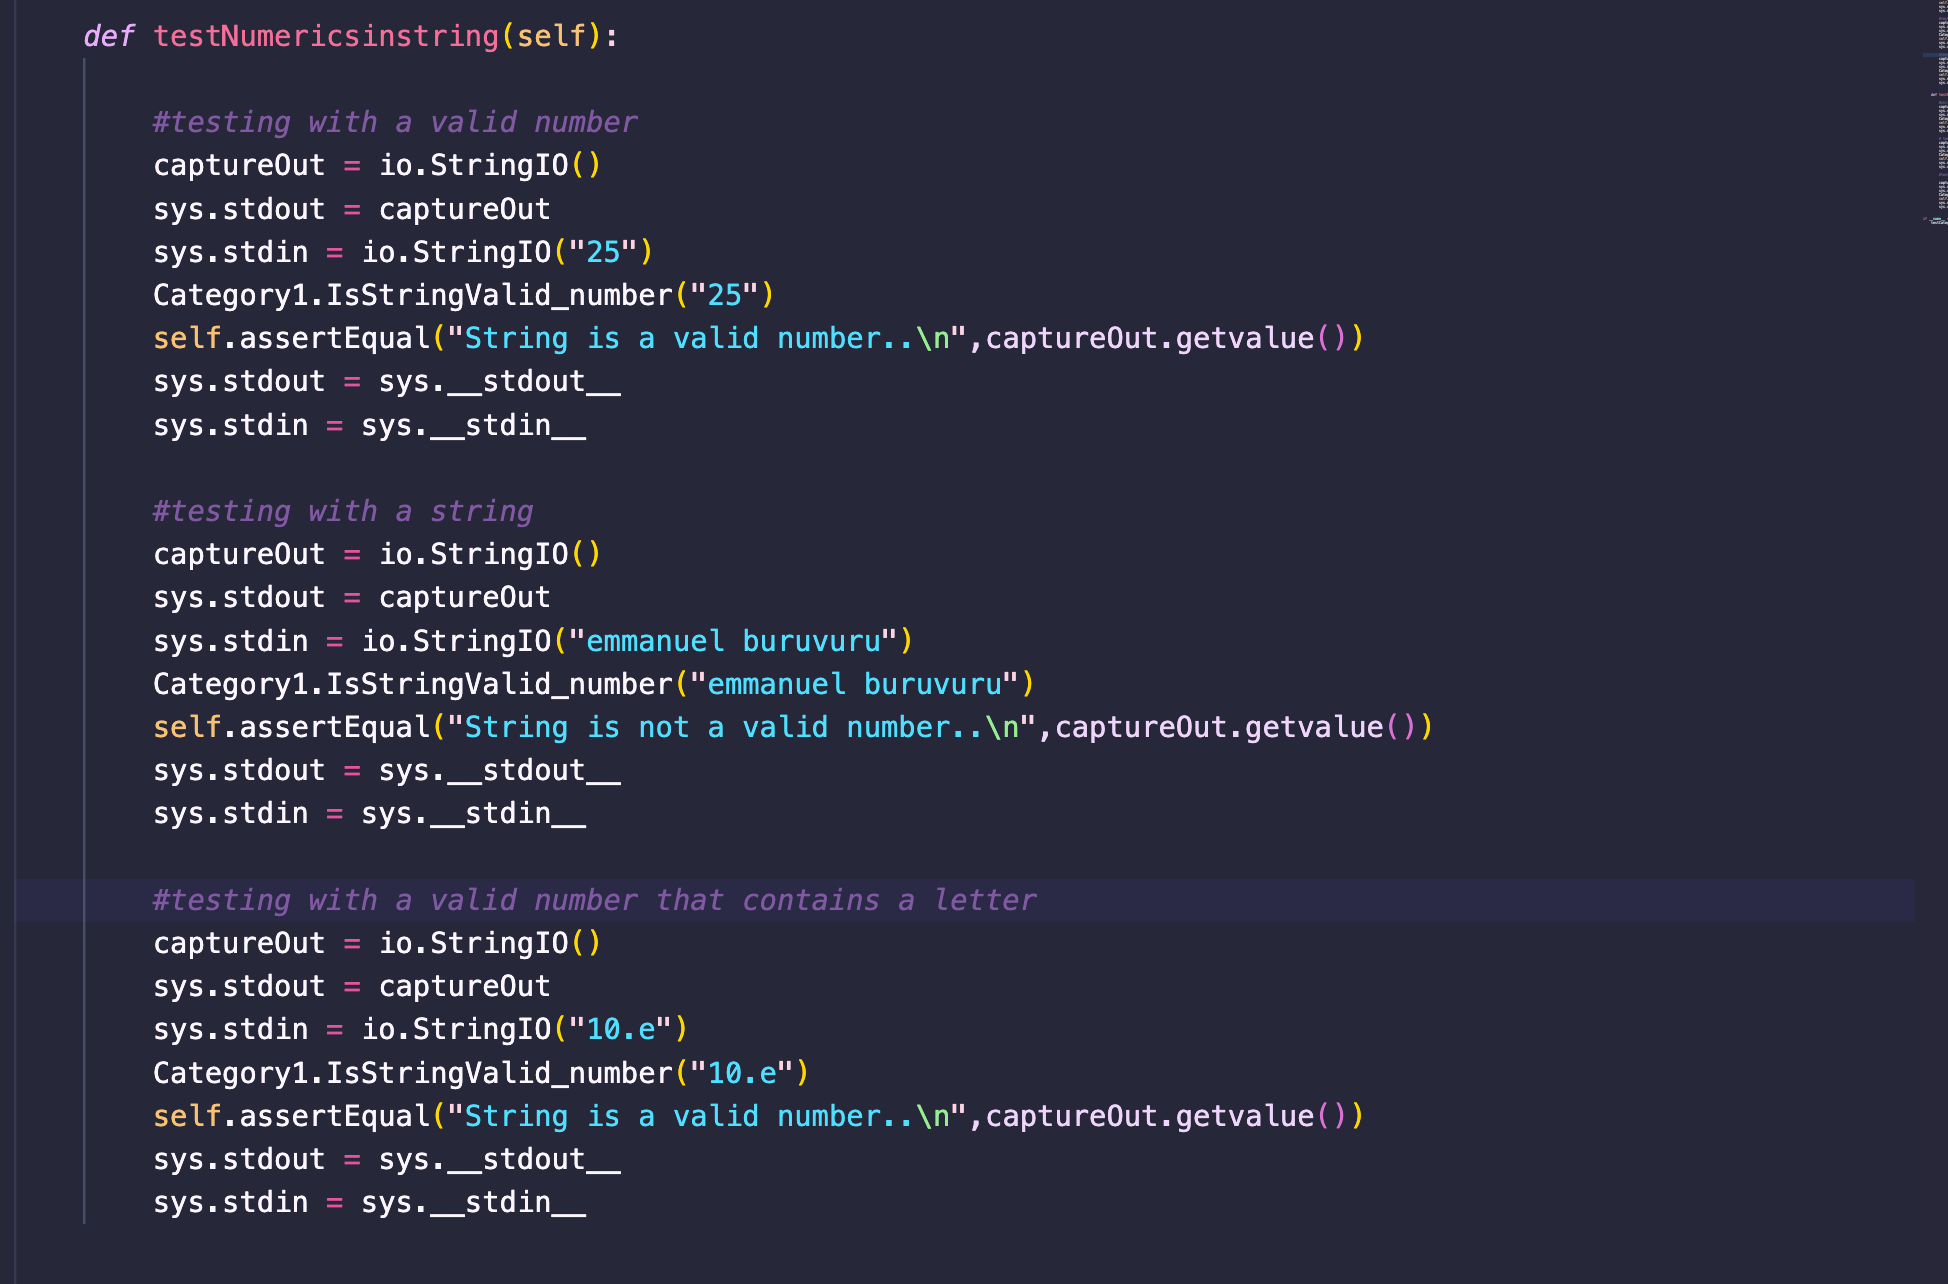 def testNumericsinstring(self):
#testing with a valid number
captureOut = io.StringIO()
sys.stdout = captureOut
sys.stdin = io.StringIO("25")
Category1.IsStringValid_number("25")
self.assertEqual("String is a valid number..\n",captureOut.getvalue())
sys.stdout = sys.__stdout__
sys.stdin = sys.__stdin__
#testing with a string
captureOut = io.StringIO()
sys.stdout = captureOut
sys.stdin = io.StringIO("emmanuel buruvuru")
Category1.IsStringValid_number("emmanuel buruvuru")
self.assertEqual("String is not a valid number..\n",captureOut.getvalue())
sys.stdout = sys.__stdout__
sys.stdin = sys.__stdin__
#testing with a valid number that contains a letter
captureOut = io.StringIO()
sys.stdout = captureOut
sys.stdin = io.StringIO("10.e")
Category1.IsStringValid_number("10.e")
self.assertEqual("String is a valid number..\n",captureOut.getvalue())
sys.stdout = sys.__stdout__
sys.stdin = sys.__stdin__